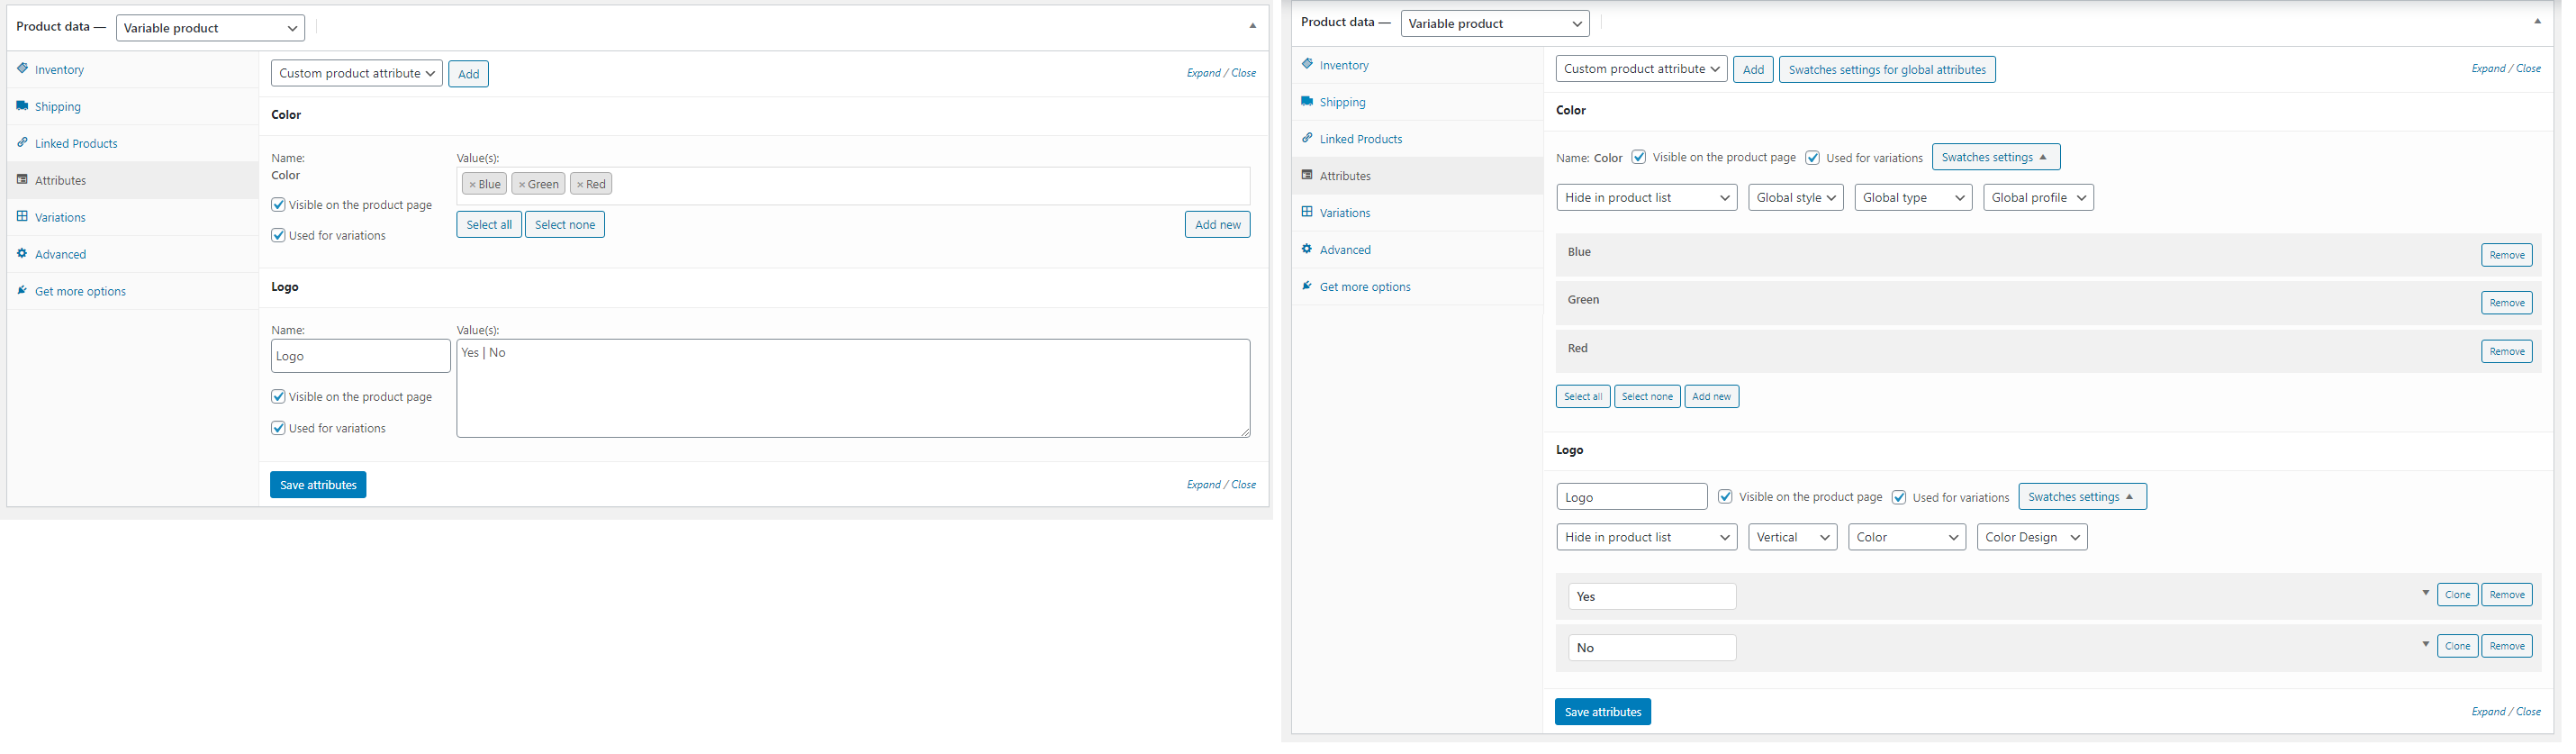 Product data — Variable product
Inventory
Shipping
Linked Products
Attributes
Variations
Advanced
Get more options
Custom product attribute Add Expand / Close
Color
Name: Value(s):
Color × Blue × Green × Red
Visible on the product page
Select all Select none Add new
Used for variations
Logo
Name: Value(s):
Logo Yes | No
Visible on the product page
Used for variations
Save attributes Expand / Close
Product data — Variable product
Inventory
Shipping
Linked Products
Attributes
Variations
Advanced
Get more options
Custom product attribute Add Swatches settings for global attributes Expand / Close
Color
Name: Color Visible on the product page Used for variations Swatches settings
Hide in product list Global style Global type Global profile
Blue Remove
Green Remove
Red Remove
Select all Select none Add new
Logo
Logo Visible on the product page Used for variations Swatches settings
Hide in product list Vertical Color Color Design
Yes Clone Remove
No Clone Remove
Save attributes Expand / Close